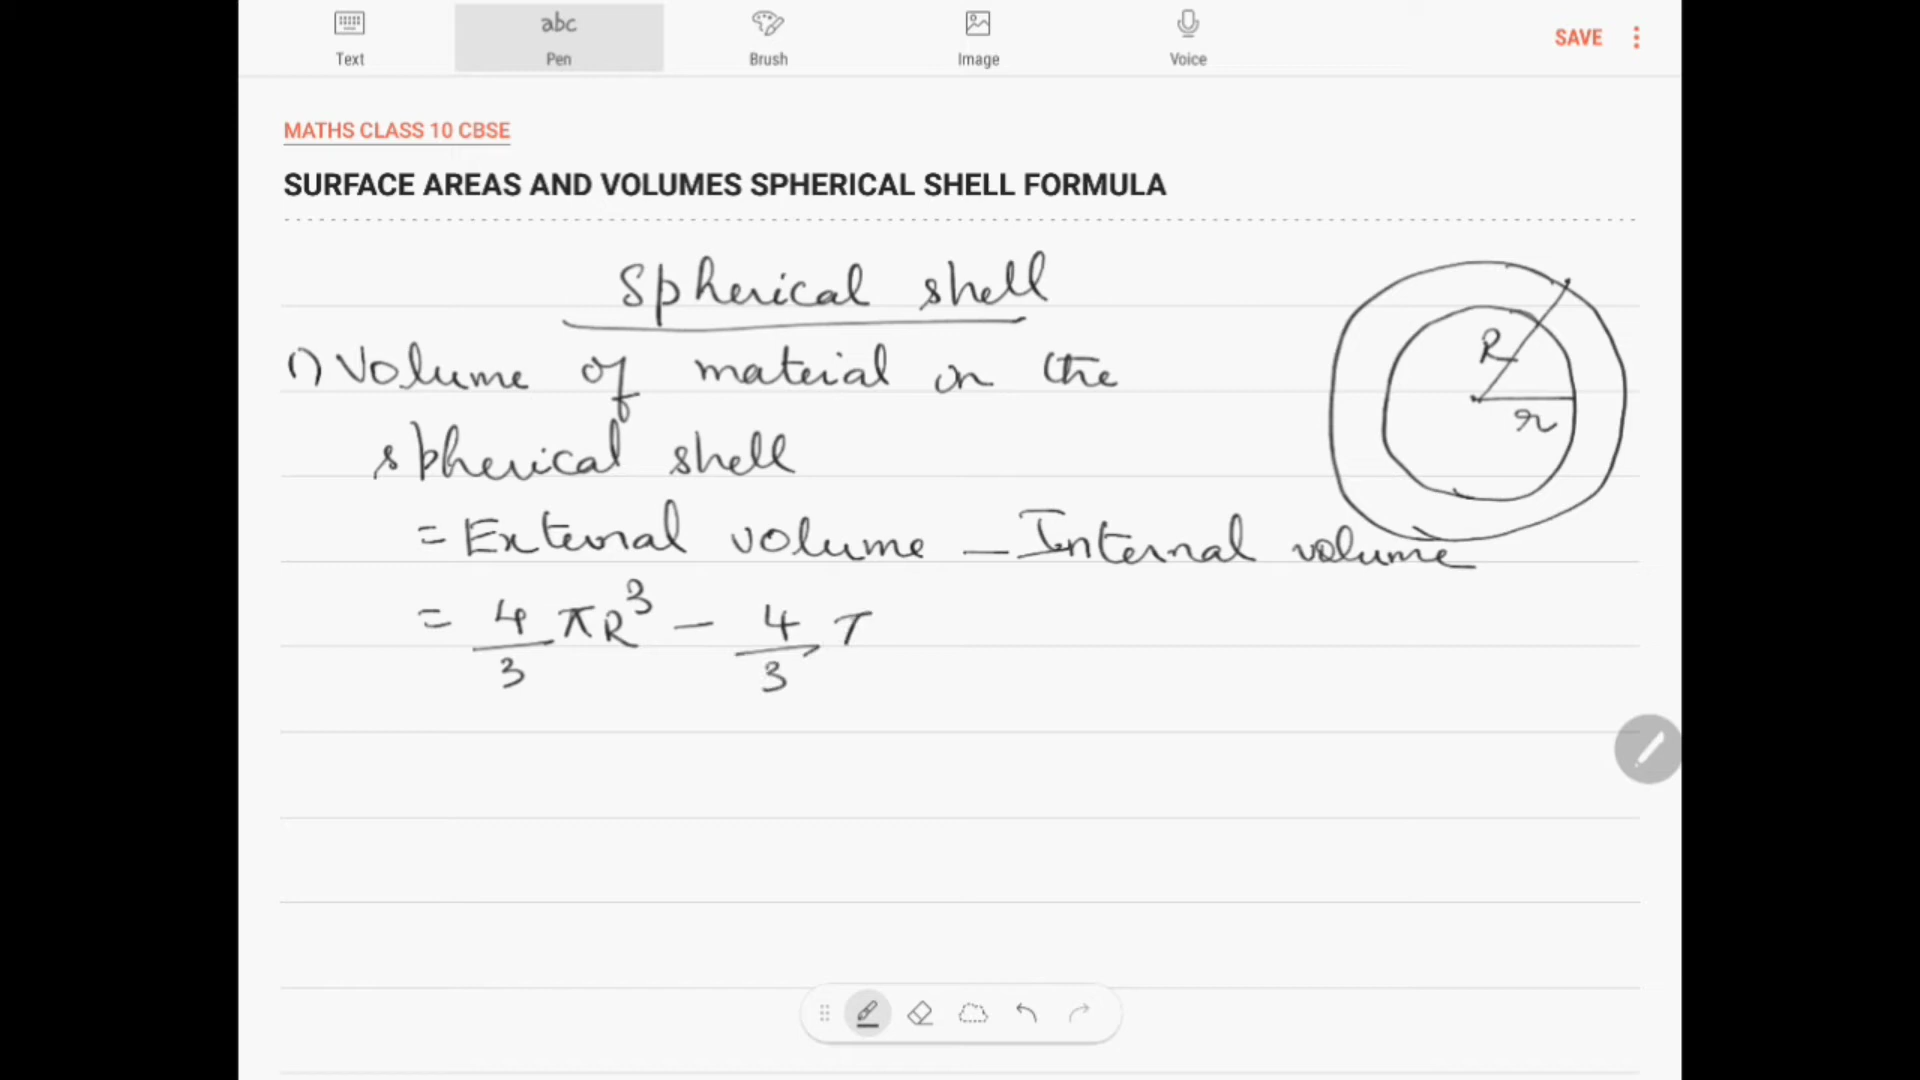 Text
abc
Pen
Brush
Image
Voice
SAVE
MATHS CLASS 10 CBSE
SURFACE AREAS AND VOLUMES SPHERICAL SHELL FORMULA
Spherical shell
1) Volume of material in the
spherical shell
= External volume - Internal volume
= 4/3 πR³ - 4/3 T
R
r